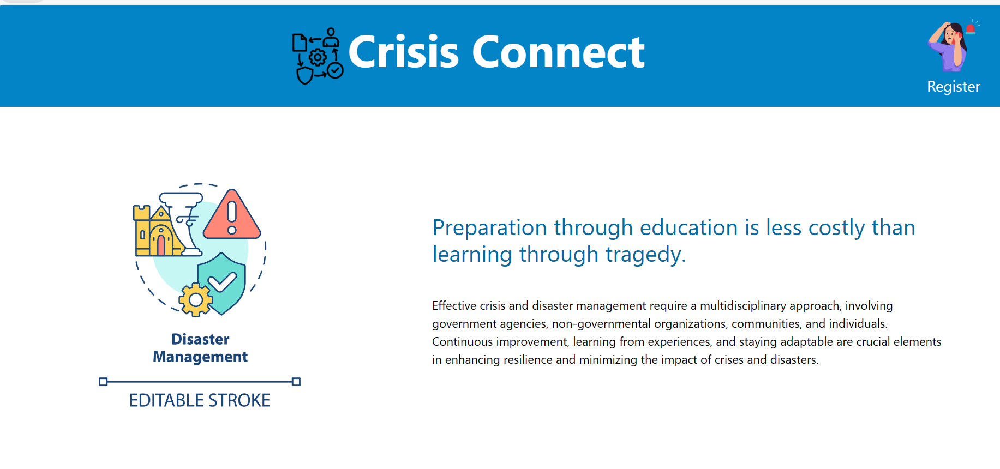 Crisis Connect
Register
Disaster
Management
EDITABLE STROKE
Preparation through education is less costly than
learning through tragedy.
Effective crisis and disaster management require a multidisciplinary approach, involving
government agencies, non-governmental organizations, communities, and individuals.
Continuous improvement, learning from experiences, and staying adaptable are crucial elements
in enhancing resilience and minimizing the impact of crises and disasters.